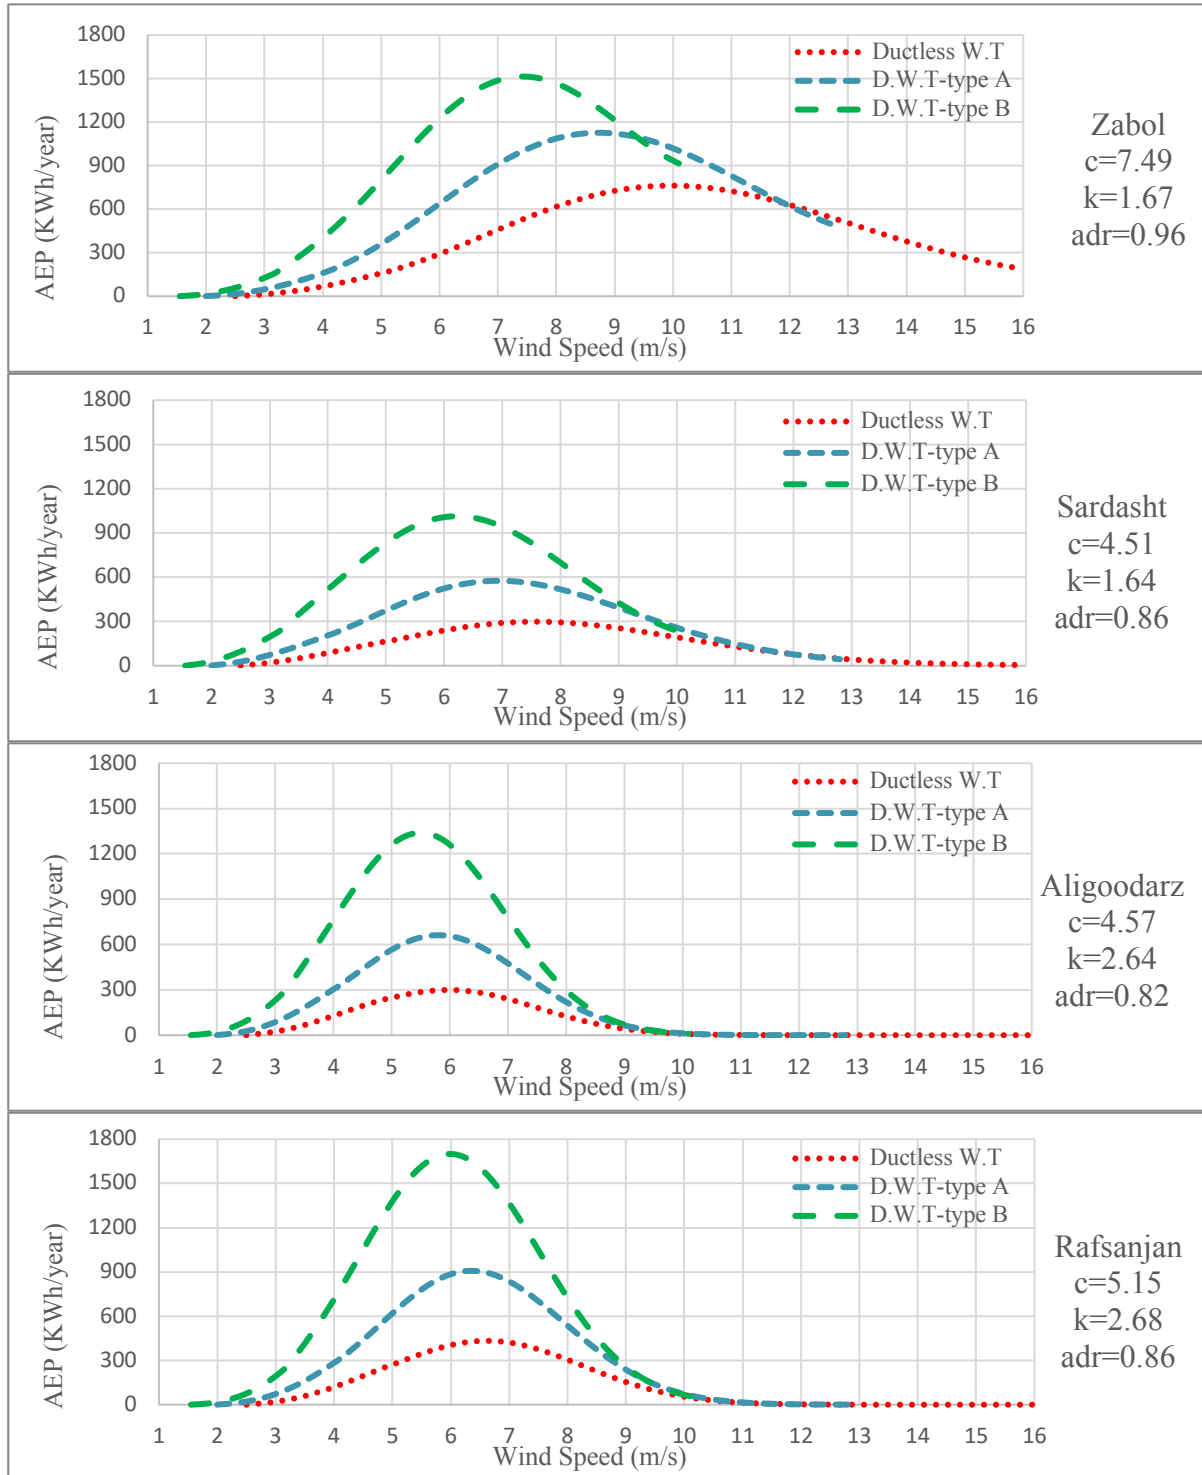 AEP (KWh/year)
1800
1500
1200
900
600
300
0
Ductless W.T
D.W.T-type A
D.W.T-type B
1 2 3 4 5 6 7 8 9 10 11 12 13 14 15 16
Wind Speed (m/s)
Zabol
c=7.49
k=1.67
adr=0.96
AEP (KWh/year)
1800
1500
1200
900
600
300
0
Ductless W.T
D.W.T-type A
D.W.T-type B
1 2 3 4 5 6 7 8 9 10 11 12 13 14 15 16
Wind Speed (m/s)
Sardasht
c=4.51
k=1.64
adr=0.86
AEP (KWh/year)
1800
1500
1200
900
600
300
0
Ductless W.T
D.W.T-type A
D.W.T-type B
1 2 3 4 5 6 7 8 9 10 11 12 13 14 15 16
Wind Speed (m/s)
Aligoodarz
c=4.57
k=2.64
adr=0.82
AEP (KWh/year)
1800
1500
1200
900
600
300
0
Ductless W.T
D.W.T-type A
D.W.T-type B
1 2 3 4 5 6 7 8 9 10 11 12 13 14 15 16
Wind Speed (m/s)
Rafsanjan
c=5.15
k=2.68
adr=0.86